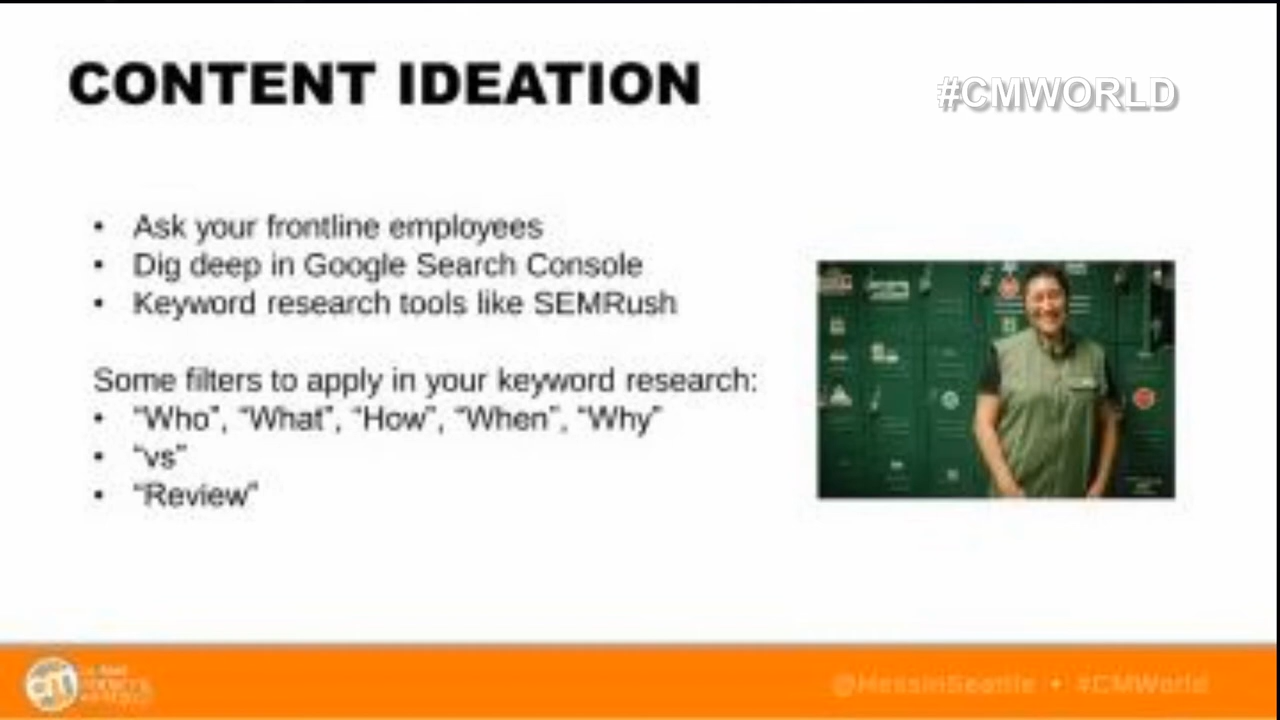 CONTENT IDEATION
#CMWORLD
• Ask your frontline employees
• Dig deep in Google Search Console
• Keyword research tools like SEMRush
Some filters to apply in your keyword research:
• “Who”, “What”, “How”, “When”, “Why”
• “vs”
• “Review”
@HessinSeattle • #CMWorld